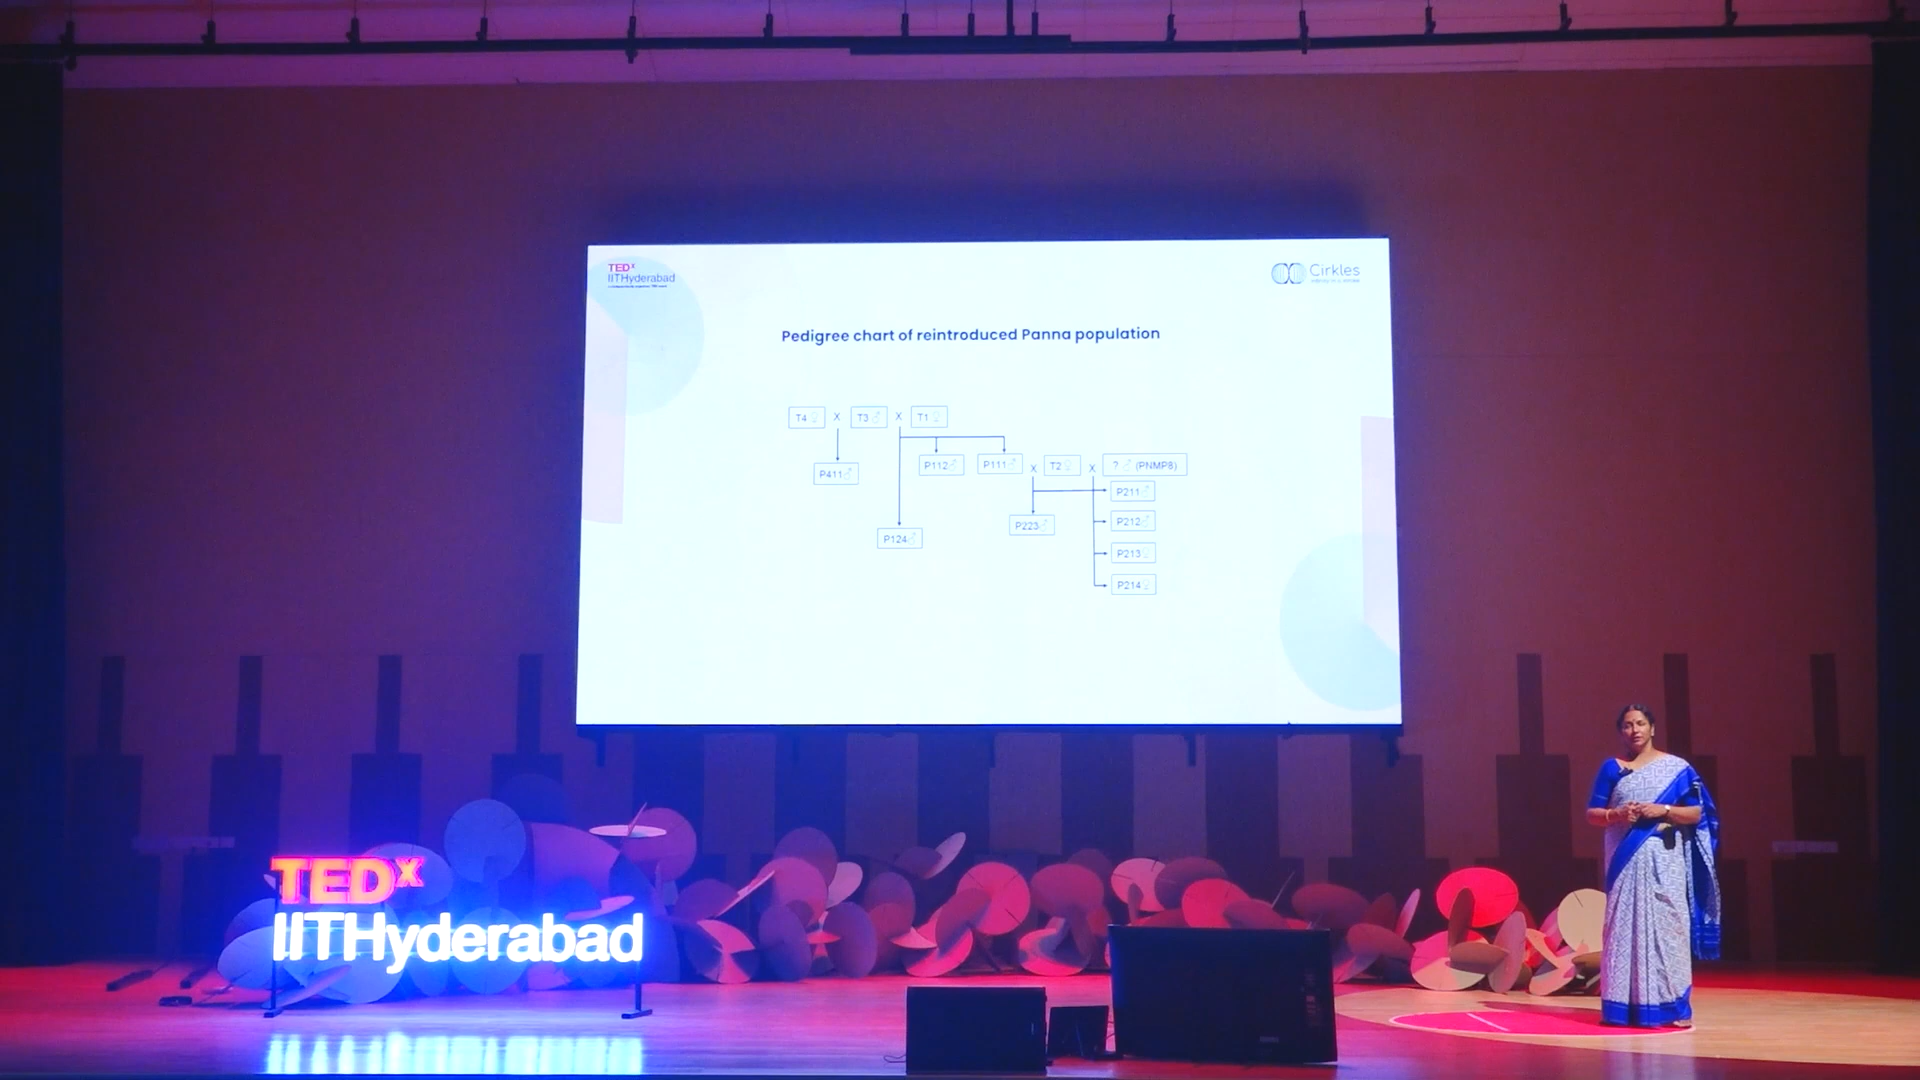 TEDx
IITHyderabad
Cirkles
Pedigree chart of reintroduced Panna population
T4 ♀ X T3 ♂ X T1 ♀
P411 ♂
P112 ♂
P111 ♂
X
T2 ♀
X
? ♂ (PNMP8)
P211 ♂
P212 ♂
P213 ♀
P214 ♀
P223 ♂
P124 ♂
TEDx
IITHyderabad